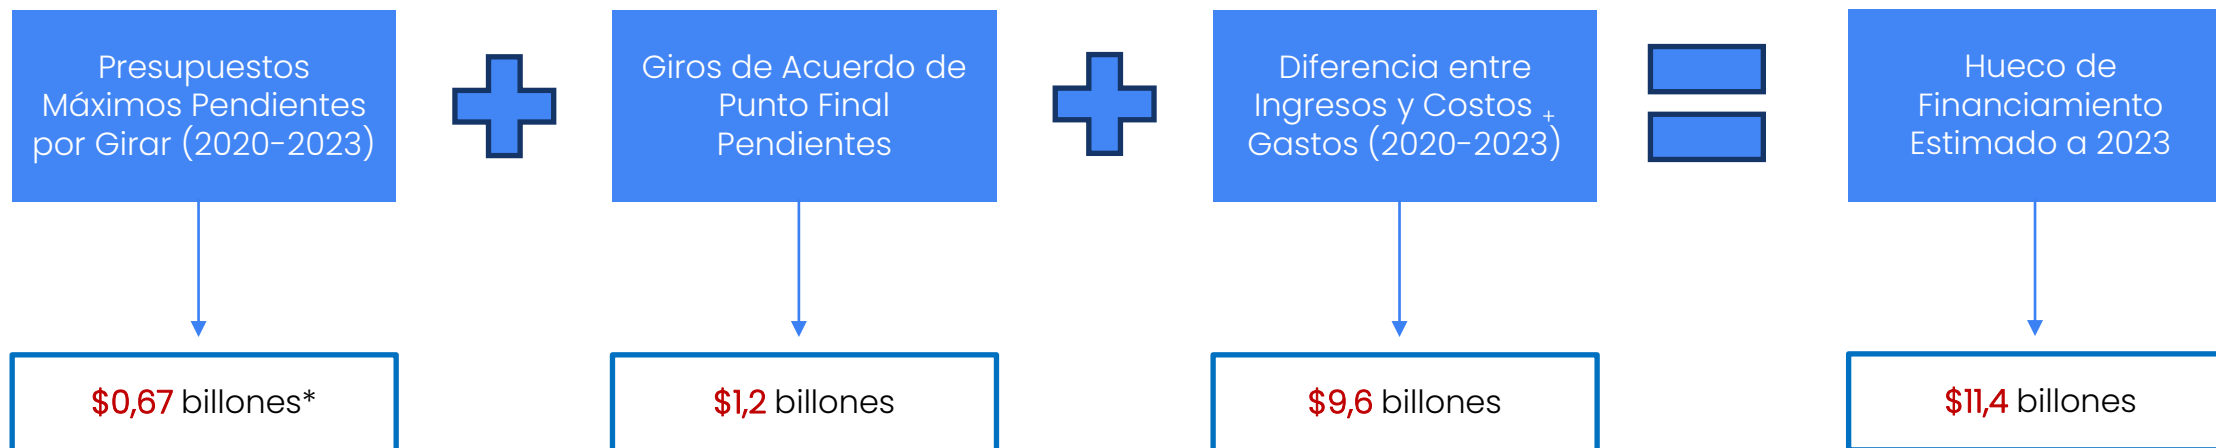 Presupuestos
Máximos Pendientes
por Girar (2020-2023)
Giros de Acuerdo de
Punto Final
Pendientes
Diferencia entre
Ingresos y Costos +
Gastos (2020-2023)
Hueco de
Financiamiento
Estimado a 2023
$0,67 billones*
$1,2 billones
$9,6 billones
$11,4 billones